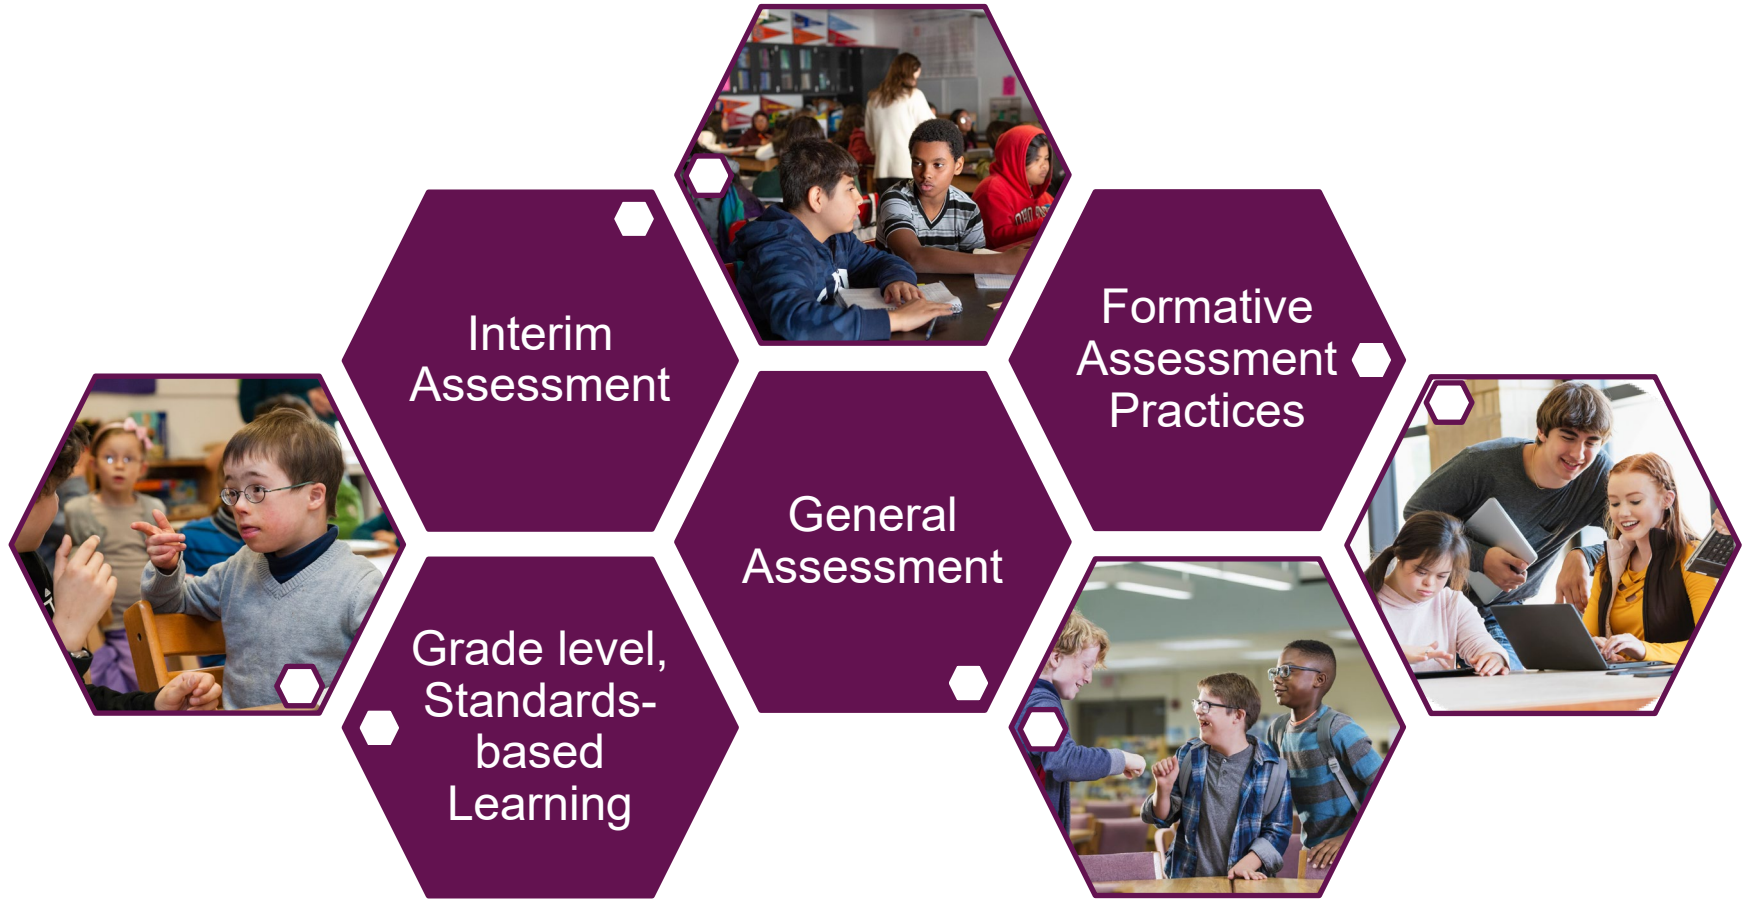 Interim
Assessment
Formative
Assessment
Practices
General
Assessment
Grade level,
Standards-
based
Learning